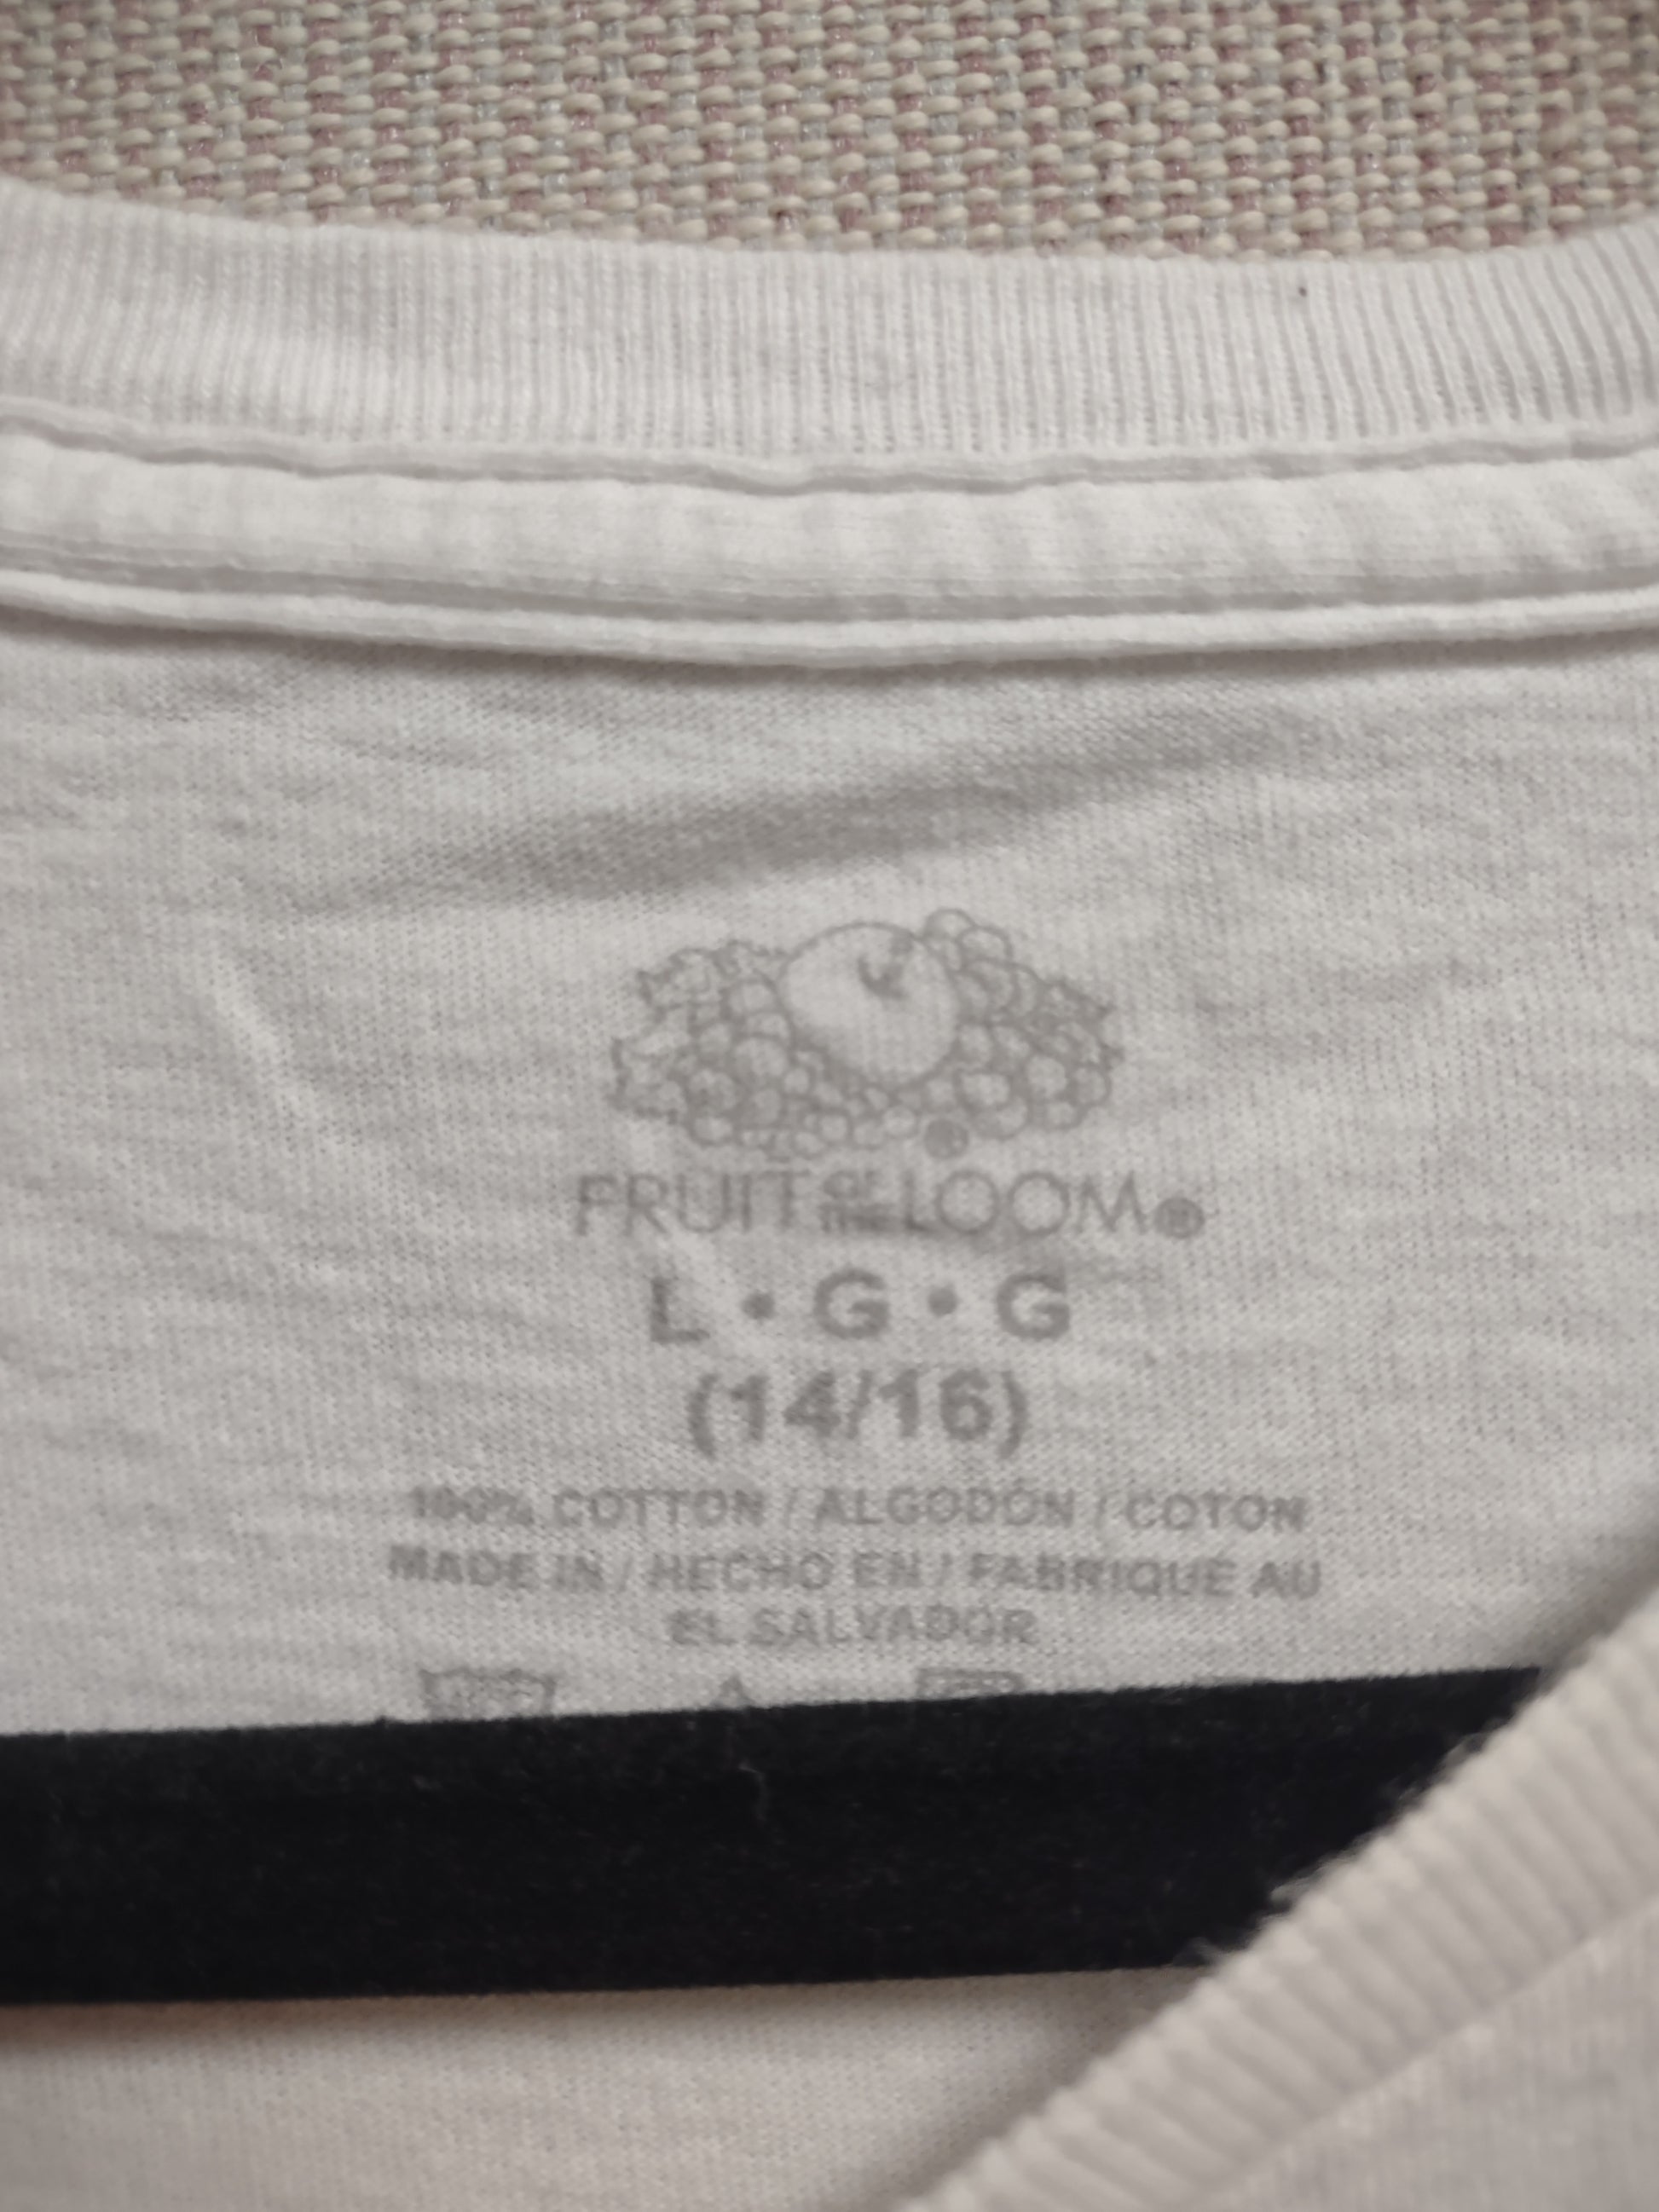 FRUIT OF THE LOOM®
L • G • G
(14/16)
100% COTTON / ALGODÓN / COTON
MADE IN / HECHO EN / FABRIQUE AU
EL SALVADOR